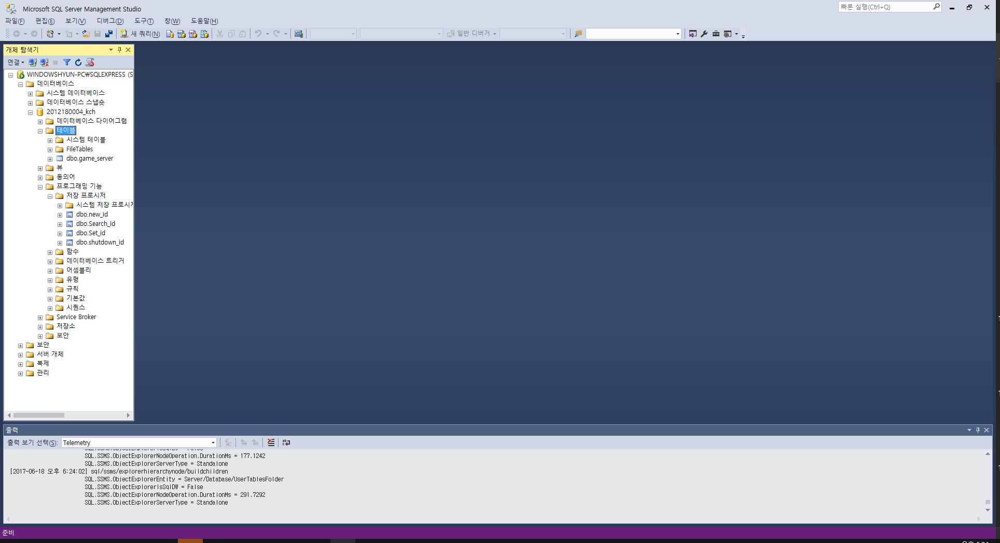 Microsoft SQL Server Management Studio
빠른 실행(Ctrl+Q)
파일(F) 편집(E) 보기(V) 디버그(D) 도구(T) 창(W) 도움말(H)
새 쿼리(N) 일반 디버거
개체 탐색기
연결
WINDOWSHYUN-PC₩SQLEXPRESS (S
데이터베이스
시스템 데이터베이스
데이터베이스 스냅숏
2012180004_kch
데이터베이스 다이어그램
테이블
시스템 테이블
FileTables
dbo.game_server
뷰
동의어
프로그래밍 기능
저장 프로시저
시스템 저장 프로시저
dbo.new_id
dbo.Search_id
dbo.Set_id
dbo.shutdown_id
함수
데이터베이스 트리거
어셈블리
유형
규칙
기본값
시퀀스
Service Broker
저장소
보안
보안
서버 개체
복제
관리
출력
출력 보기 선택(S): Telemetry
SQL.SSMS.ObjectExplorerIsSqlDW = False
SQL.SSMS.ObjectExplorerNodeOperation.DurationMs = 177.1242
SQL.SSMS.ObjectExplorerServerType = Standalone
[2017-06-18 오후 6:24:02] sql/ssms/explorerhierarchynode/buildchildren
SQL.SSMS.ObjectExplorerEntity = Server/Database/UserTablesFolder
SQL.SSMS.ObjectExplorerIsSqlDW = False
SQL.SSMS.ObjectExplorerNodeOperation.DurationMs = 291.7292
SQL.SSMS.ObjectExplorerServerType = Standalone
준비